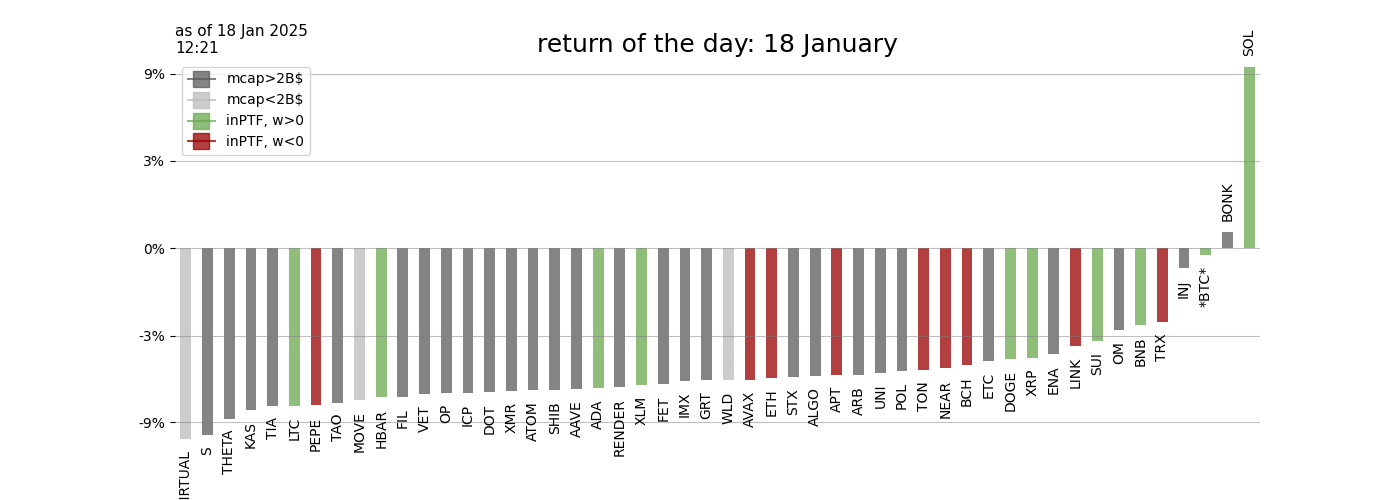 as of 18 Jan 2025
12:21
return of the day: 18 January
mcap>2B$
mcap<2B$
inPTF, w>0
inPTF, w<0
9%
3%
0%
-3%
-9%
IRTUAL
S
THETA
KAS
TIA
LTC
PEPE
TAO
MOVE
HBAR
FIL
VET
OP
ICP
DOT
XMR
ATOM
SHIB
AAVE
ADA
RENDER
XLM
FET
IMX
GRT
WLD
AVAX
ETH
STX
ALGO
APT
ARB
UNI
POL
TON
NEAR
BCH
ETC
DOGE
XRP
ENA
LINK
SUI
OM
BNB
TRX
INJ
*BTC*
BONK
SOL